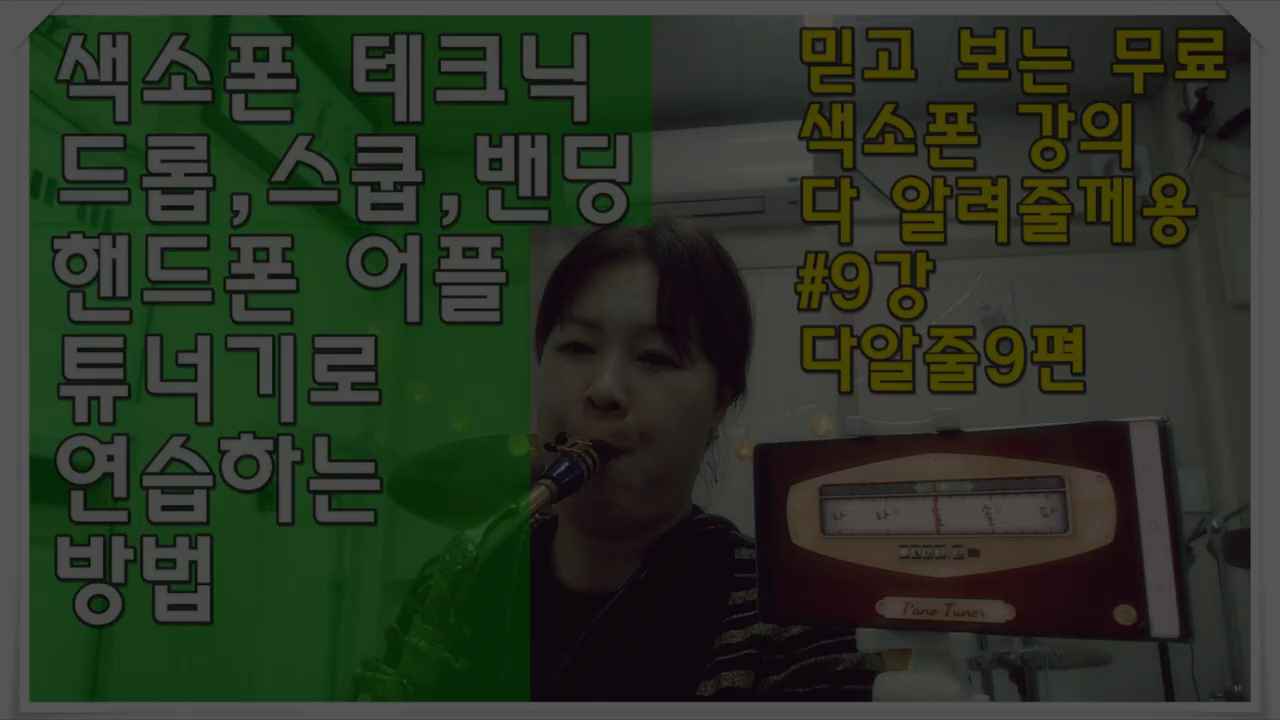 색소폰 테크닉
드롭,스쿱,밴딩
핸드폰 어플
튜너기로
연습하는
방법
믿고 보는 무료
색소폰 강의
다 알려줄께용
#9강
다알줄9편
Pano Tuner